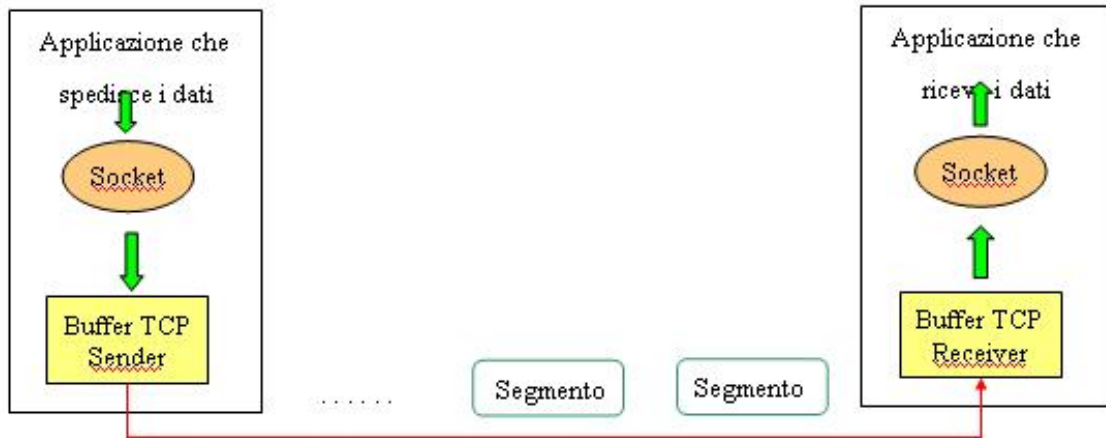 Applicazione che
spedisce i dati
Socket
Buffer TCP
Sender
. . . . . .
Segmento
Segmento
Applicazione che
riceve i dati
Socket
Buffer TCP
Receiver